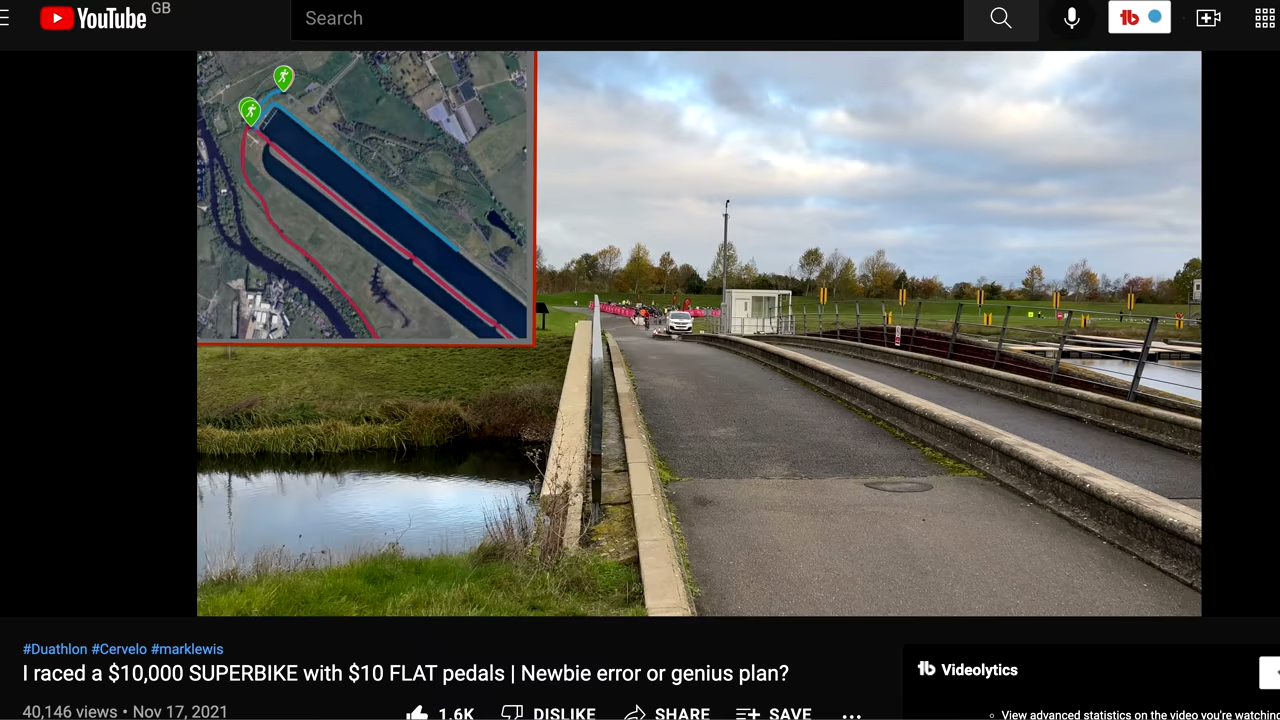 YouTube GB
Search
#Duathlon #Cervelo #marklewis
I raced a $10,000 SUPERBIKE with $10 FLAT pedals | Newbie error or genius plan?
40,146 views • Nov 17, 2021
1.6K DISLIKE SHARE SAVE
Videolytics
View advanced statistics on the video you're watching